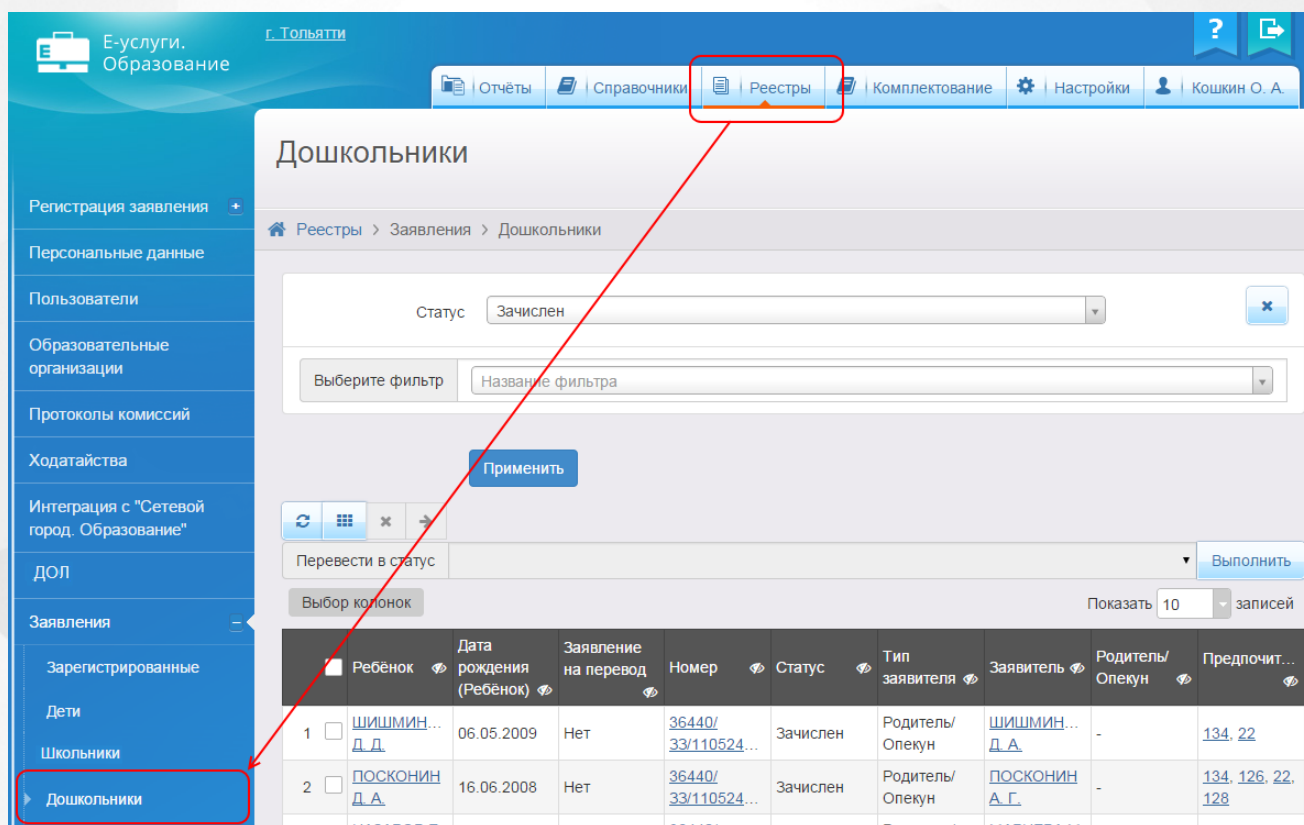 Е-услуги.
Образование
г. Тольятти
?
Отчёты
Справочники
Реестры
Комплектование
Настройки
Кошкин О. А.
Дошкольники
Регистрация заявления
Персональные данные
Пользователи
Образовательные
организации
Протоколы комиссий
Ходатайства
Интеграция с "Сетевой
город. Образование"
ДОЛ
Заявления
Зарегистрированные
Дети
Школьники
Дошкольники
Реестры > Заявления > Дошкольники
Статус Зачислен
Выберите фильтр Название фильтра
Применить
Перевести в статус Выполнить
Выбор колонок Показать 10 записей
Ребёнок
Дата
рождения
(Ребёнок)
Заявление
на перевод
Номер
Статус
Тип
заявителя
Заявитель
Родитель/
Опекун
Предпочит...
1
ШИШМИН...
Д. Д.
06.05.2009
Нет
36440/
33/110524...
Зачислен
Родитель/
Опекун
ШИШМИН...
Д. А.
-
134, 22
2
ПОСКОНИН
Д. А.
16.06.2008
Нет
36440/
33/110524...
Зачислен
Родитель/
Опекун
ПОСКОНИН
А. Г.
-
134, 126, 22,
128